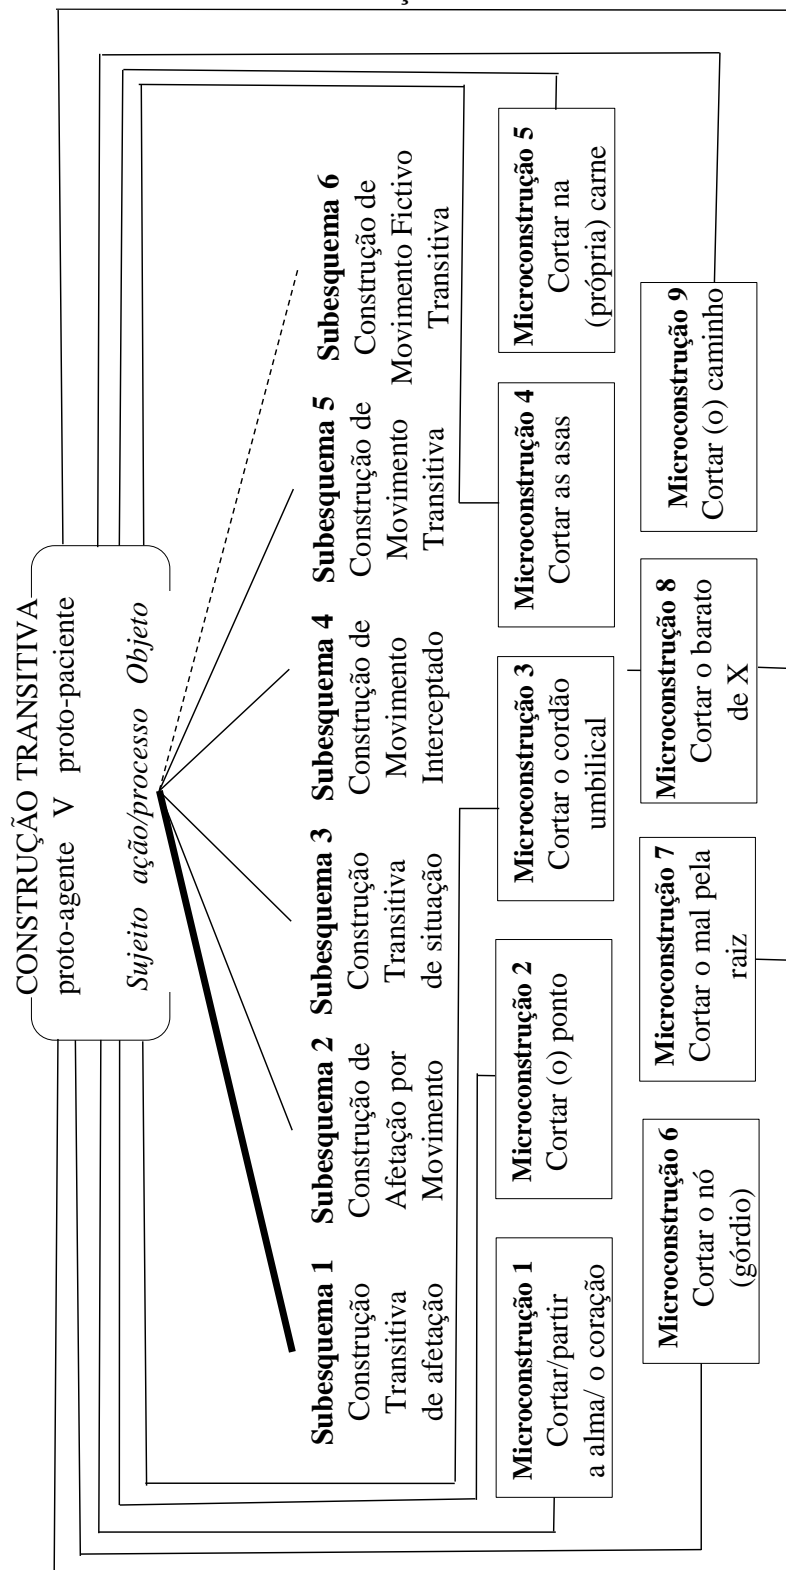 CONSTRUÇÃO TRANSITIVA
proto-agente V proto-paciente
Sujeito ação/processo Objeto
Subesquema 1
Construção
Transitiva
de afetação
Subesquema 2
Construção de
Afetação por
Movimento
Subesquema 3
Construção
Transitiva
de situação
Subesquema 4
Construção de
Movimento
Interceptado
Subesquema 5
Construção de
Movimento
Transitiva
Subesquema 6
Construção de
Movimento Fictivo
Transitiva
Microconstrução 1
Cortar/partir
a alma/ o coração
Microconstrução 2
Cortar (o) ponto
Microconstrução 3
Cortar o cordão
umbilical
Microconstrução 4
Cortar as asas
Microconstrução 5
Cortar na
(própria) carne
Microconstrução 6
Cortar o nó
(górdio)
Microconstrução 7
Cortar o mal pela
raiz
Microconstrução 8
Cortar o barato
de X
Microconstrução 9
Cortar (o) caminho